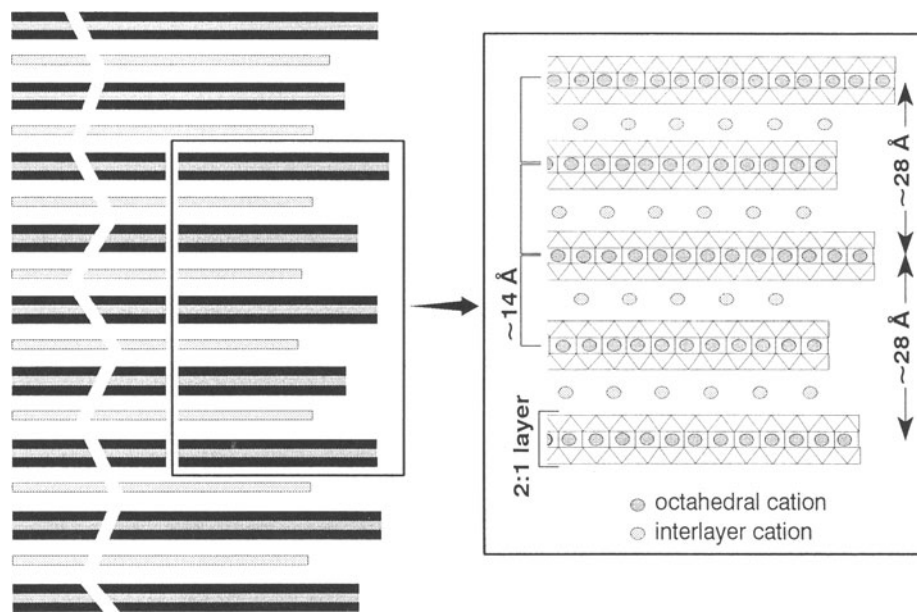 ~28 Å
~14 Å
~28 Å
2:1 layer
octahedral cation
interlayer cation